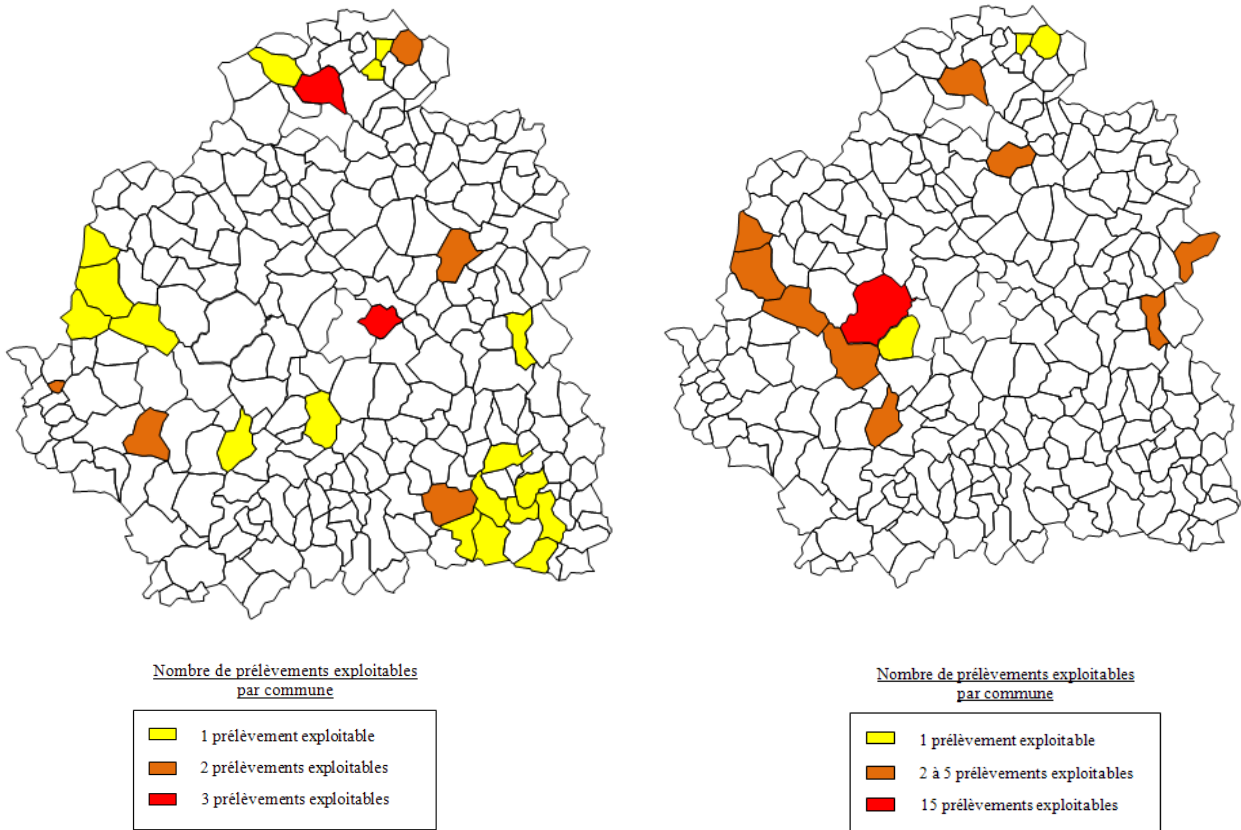 Nombre de prélèvements exploitables
par commune
1 prélèvement exploitable
2 prélèvements exploitables
3 prélèvements exploitables
Nombre de prélèvements exploitables
par commune
1 prélèvement exploitable
2 à 5 prélèvements exploitables
15 prélèvements exploitables